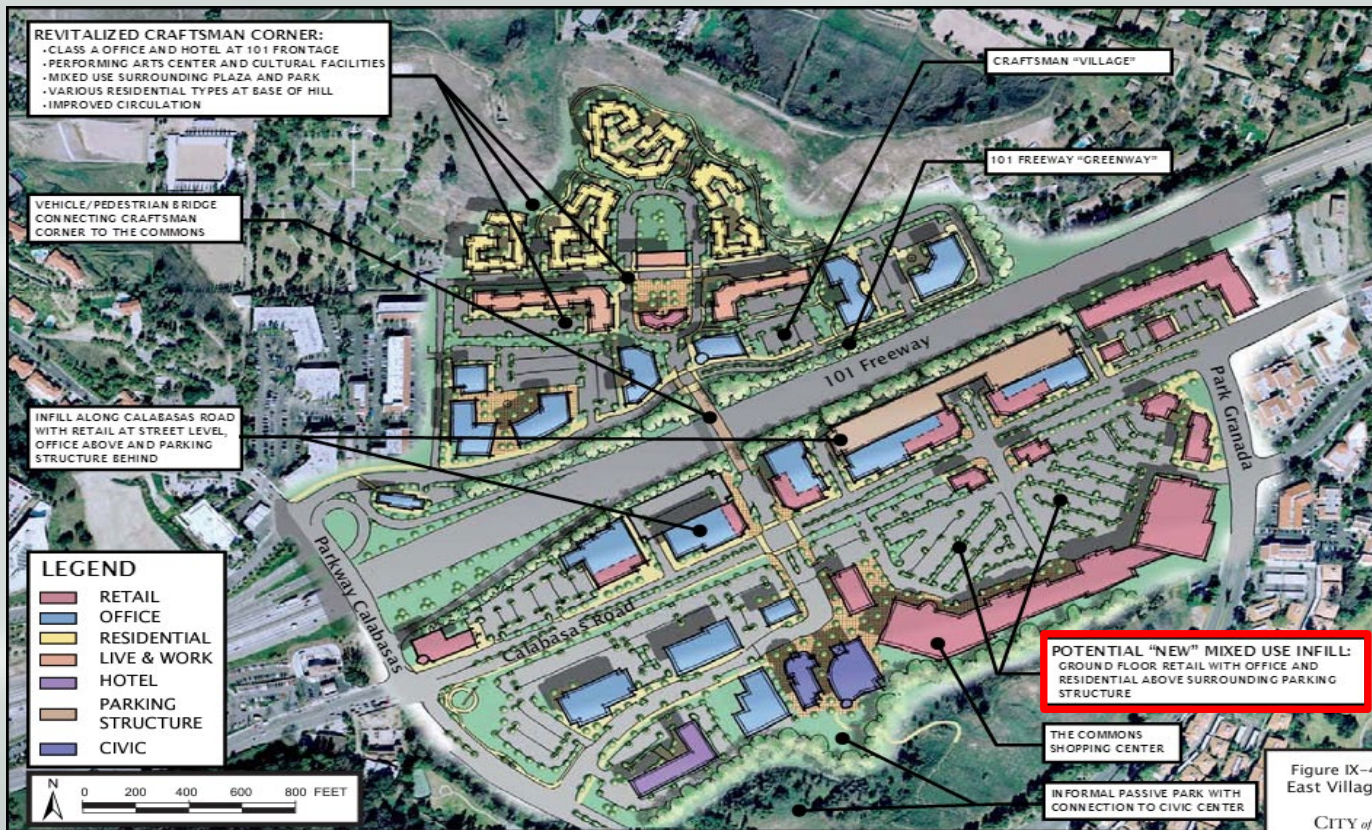 REVITALIZED CRAFTSMAN CORNER:
• CLASS A OFFICE AND HOTEL AT 101 FRONTAGE
• PERFORMING ARTS CENTER AND CULTURAL FACILITIES
• MIXED USE SURROUNDING PLAZA AND PARK
• VARIOUS RESIDENTIAL TYPES AT BASE OF HILL
• IMPROVED CIRCULATION
CRAFTSMAN "VILLAGE"
101 FREEWAY "GREENWAY"
VEHICLE/PEDESTRIAN BRIDGE
CONNECTING CRAFTSMAN
CORNER TO THE COMMONS
101 Freeway
Park Granada
INFILL ALONG CALABASAS ROAD
WITH RETAIL AT STREET LEVEL,
OFFICE ABOVE AND PARKING
STRUCTURE BEHIND
Parkway Calabasas
Calabasas Road
LEGEND
RETAIL
OFFICE
RESIDENTIAL
LIVE & WORK
HOTEL
PARKING
STRUCTURE
CIVIC
N
0 200 400 600 800 FEET
POTENTIAL "NEW" MIXED USE INFILL:
GROUND FLOOR RETAIL WITH OFFICE AND
RESIDENTIAL ABOVE SURROUNDING PARKING
STRUCTURE
THE COMMONS
SHOPPING CENTER
INFORMAL PASSIVE PARK WITH
CONNECTION TO CIVIC CENTER
Figure IX-4
East Villag
CITY of